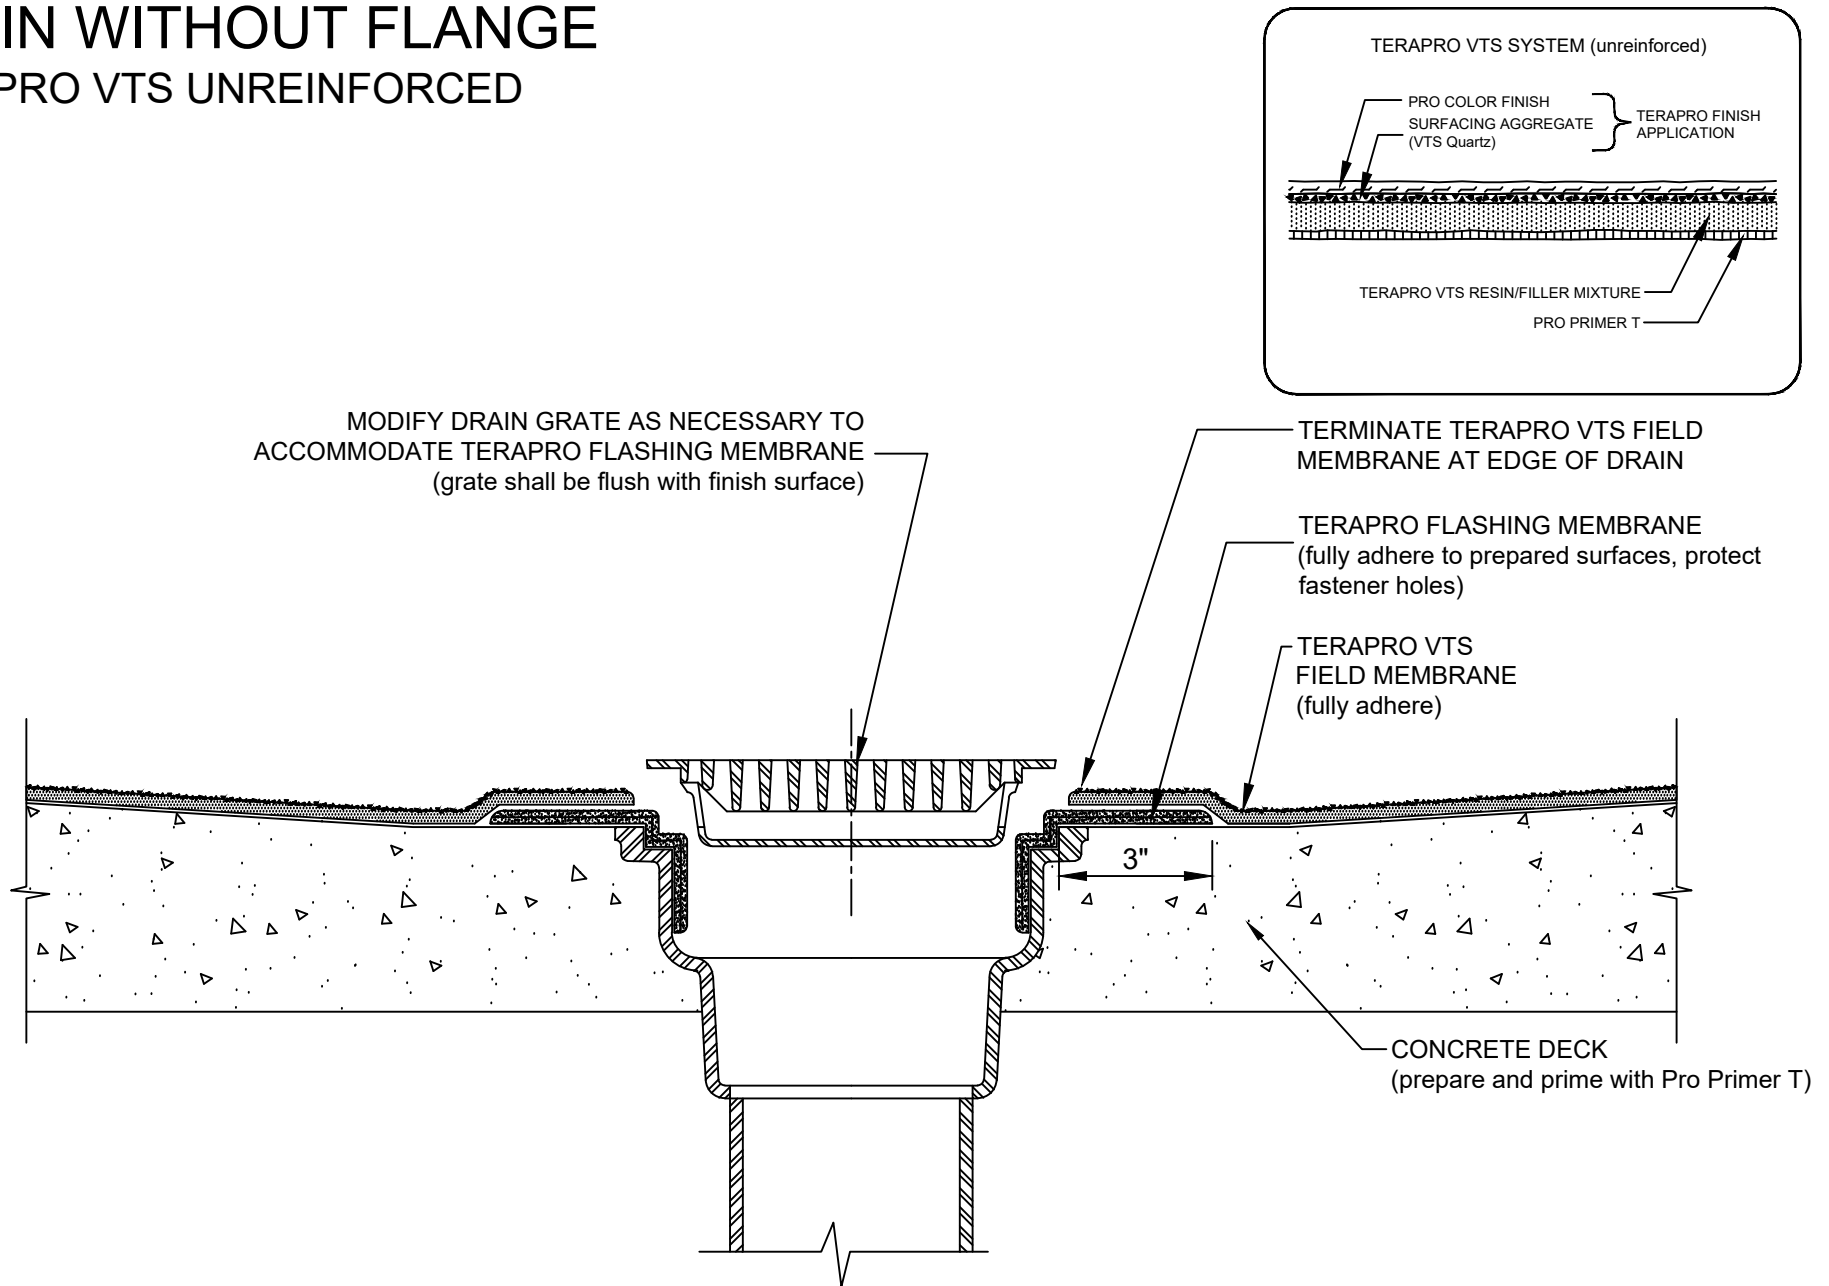 IN WITHOUT FLANGE
PRO VTS UNREINFORCED
TERAPRO VTS SYSTEM (unreinforced)
PRO COLOR FINISH
SURFACING AGGREGATE
(VTS Quartz)
TERAPRO FINISH
APPLICATION
TERAPRO VTS RESIN/FILLER MIXTURE
PRO PRIMER T
MODIFY DRAIN GRATE AS NECESSARY TO
ACCOMMODATE TERAPRO FLASHING MEMBRANE
(grate shall be flush with finish surface)
TERMINATE TERAPRO VTS FIELD
MEMBRANE AT EDGE OF DRAIN
TERAPRO FLASHING MEMBRANE
(fully adhere to prepared surfaces, protect
fastener holes)
TERAPRO VTS
FIELD MEMBRANE
(fully adhere)
3"
CONCRETE DECK
(prepare and prime with Pro Primer T)